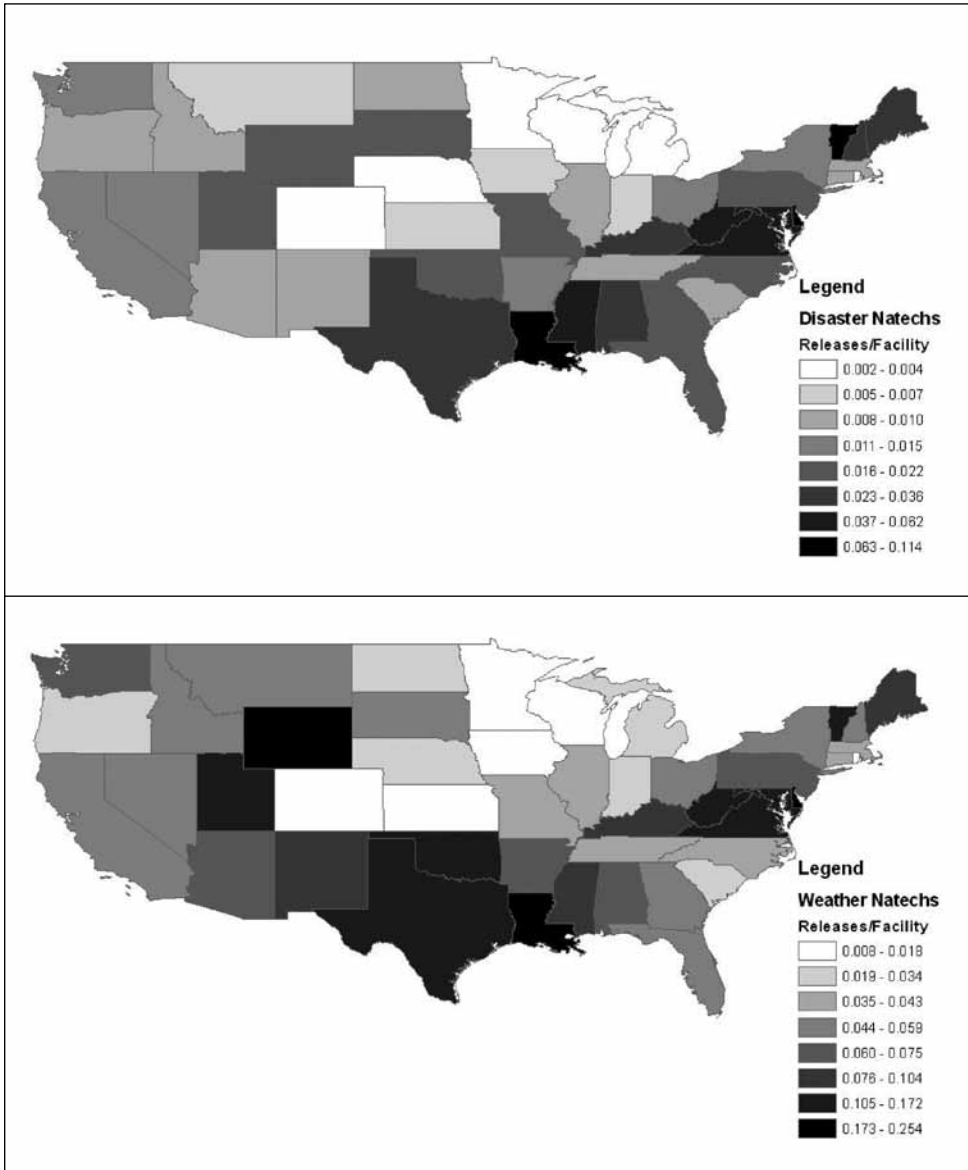 Legend
Disaster Natechs
Releases/Facility
0.002 - 0.004
0.005 - 0.007
0.008 - 0.010
0.011 - 0.015
0.016 - 0.022
0.023 - 0.036
0.037 - 0.062
0.063 - 0.114
Legend
Weather Natechs
Releases/Facility
0.008 - 0.018
0.019 - 0.034
0.035 - 0.043
0.044 - 0.059
0.060 - 0.075
0.076 - 0.104
0.105 - 0.172
0.173 - 0.254